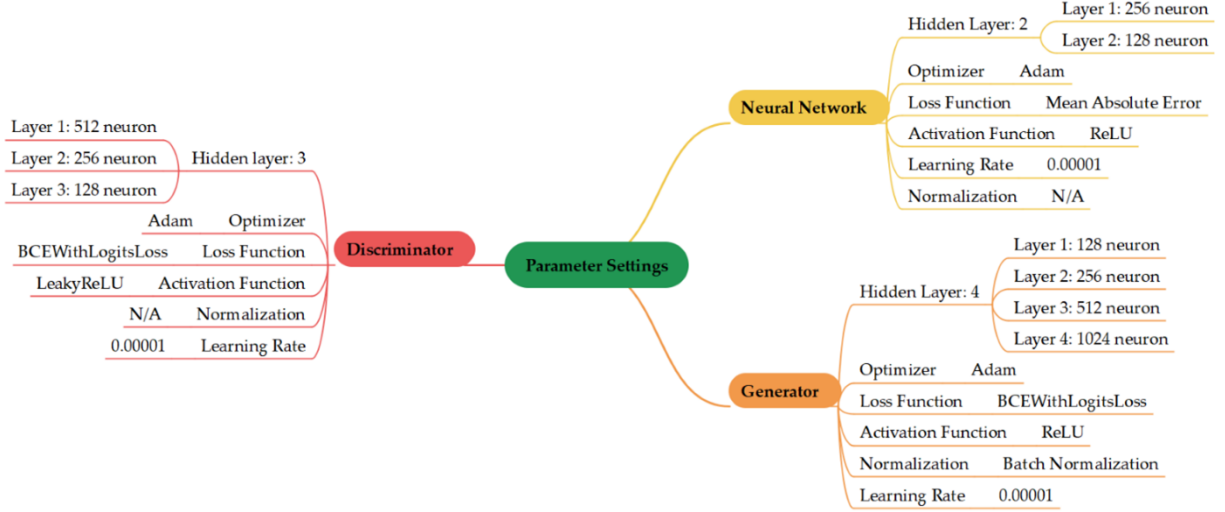 Parameter Settings
Neural Network
Hidden Layer: 2
Layer 1: 256 neuron
Layer 2: 128 neuron
Optimizer Adam
Loss Function Mean Absolute Error
Activation Function ReLU
Learning Rate 0.00001
Normalization N/A
Discriminator
Hidden layer: 3
Layer 1: 512 neuron
Layer 2: 256 neuron
Layer 3: 128 neuron
Adam Optimizer
BCEWithLogitsLoss Loss Function
LeakyReLU Activation Function
N/A Normalization
0.00001 Learning Rate
Generator
Hidden Layer: 4
Layer 1: 128 neuron
Layer 2: 256 neuron
Layer 3: 512 neuron
Layer 4: 1024 neuron
Optimizer Adam
Loss Function BCEWithLogitsLoss
Activation Function ReLU
Normalization Batch Normalization
Learning Rate 0.00001